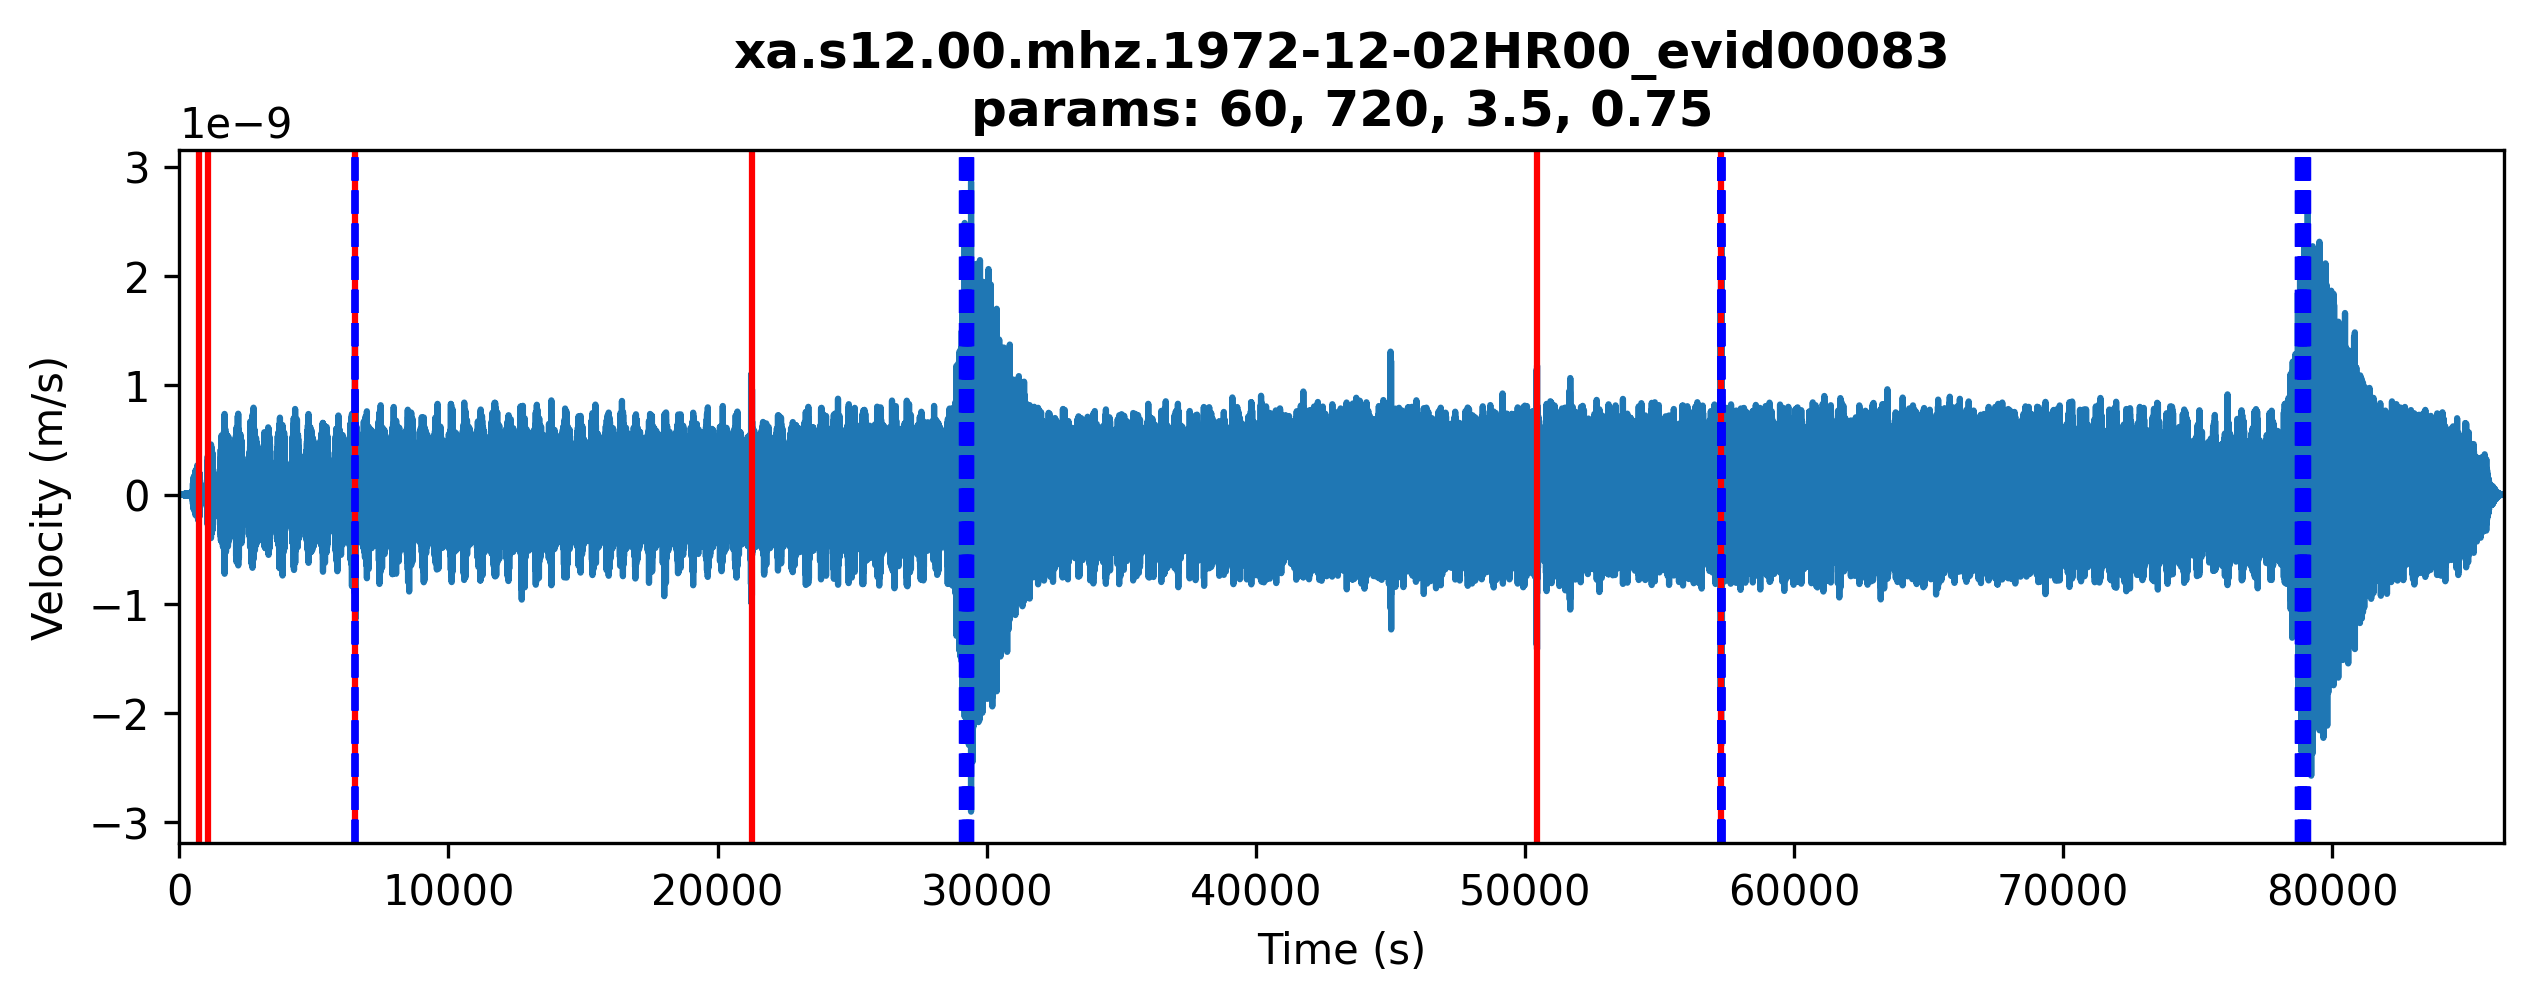 xa.s12.00.mhz.1972-12-02HR00_evid00083
params: 60, 720, 3.5, 0.75
1e−9
3
2
1
0
−1
−2
−3
Velocity (m/s)
0 10000 20000 30000 40000 50000 60000 70000 80000
Time (s)